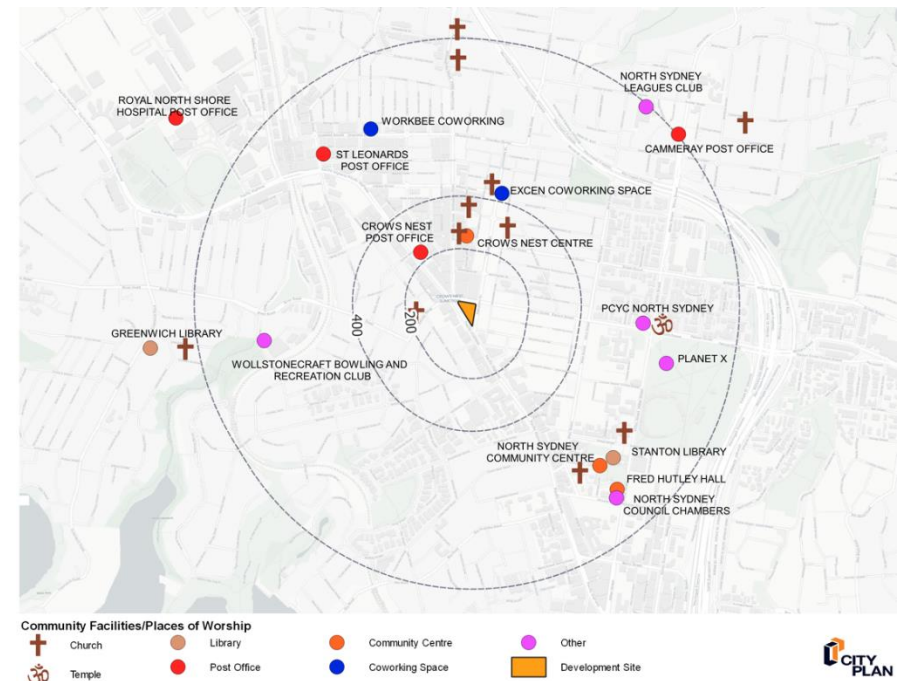 NORTH SYDNEY
LEAGUES CLUB
ROYAL NORTH SHORE
HOSPITAL POST OFFICE
WORKBEE COWORKING
CAMMERAY POST OFFICE
ST LEONARDS
POST OFFICE
EXCEN COWORKING SPACE
CROWS NEST
POST OFFICE
CROWS NEST CENTRE
PCYC NORTH SYDNEY
400
200
GREENWICH LIBRARY
PLANET X
WOLLSTONECRAFT BOWLING AND
RECREATION CLUB
NORTH SYDNEY
COMMUNITY CENTRE
STANTON LIBRARY
FRED HUTLEY HALL
NORTH SYDNEY
COUNCIL CHAMBERS
Community Facilities/Places of Worship
Church
Library
Community Centre
Other
Temple
Post Office
Coworking Space
Development Site
CITY
PLAN